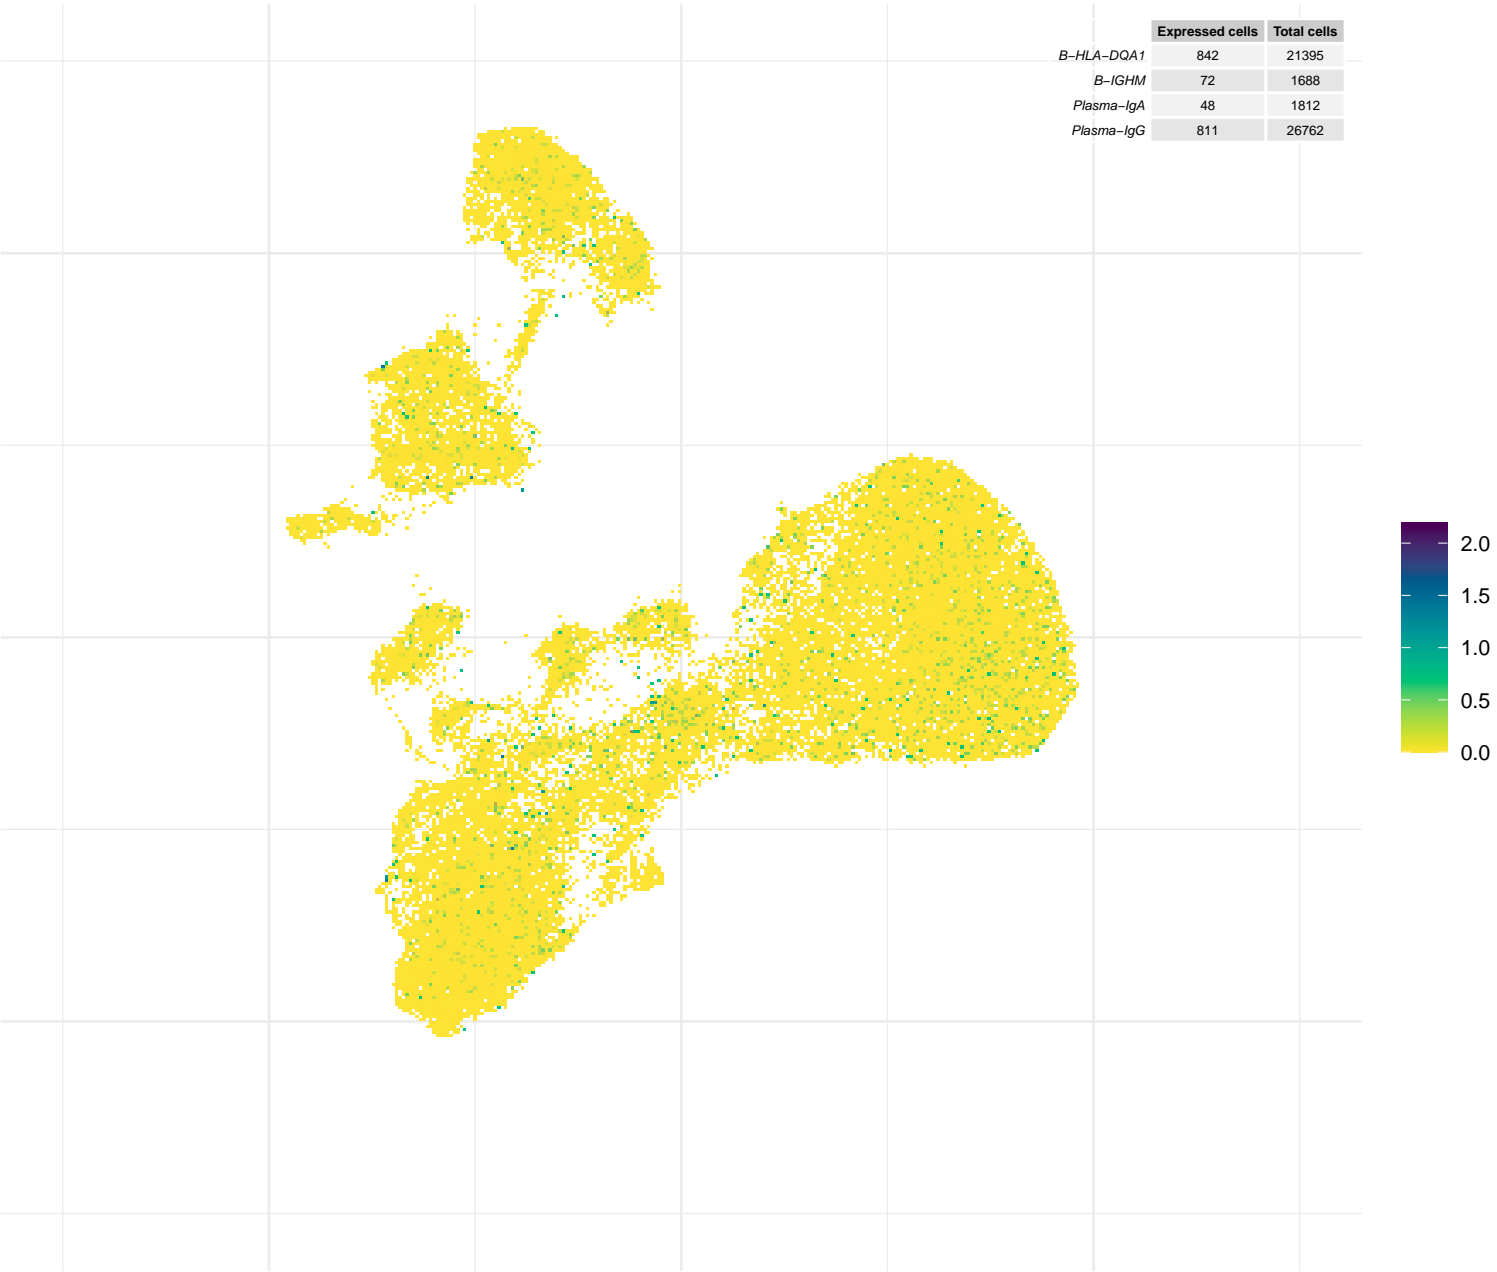 Expressed cells Total cells
B−HLA−DQA1 842 21395
B−IGHM 72 1688
Plasma−IgA 48 1812
Plasma−IgG 811 26762
2.0
1.5
1.0
0.5
0.0